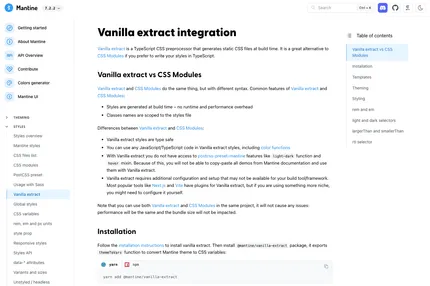 Mantine
7.4.4
Search
Ctrl + K
Getting started
About Mantine
API Overview
Contribute
Colors generator
Mantine UI
THEMING
STYLES
Styles overview
Mantine styles
CSS files list
CSS modules
PostCSS preset
Usage with Sass
Vanilla extract
Global styles
CSS variables
rem, em and px units
style prop
Responsive styles
Styles API
data-* attributes
Variants and sizes
Unstyled / headless
Vanilla extract integration
Vanilla extract is a TypeScript CSS preprocessor that generates static CSS files at build time. It is a great alternative to
CSS modules if you prefer to write your styles in TypeScript.
Vanilla extract vs CSS Modules
Vanilla extract and CSS Modules do the same thing, but with different syntax. Common features of Vanilla extract and
CSS Modules:
Styles are generated at build time – no runtime and performance overhead
Classes names are scoped to the file
Differences between Vanilla extract and CSS Modules:
Vanilla extract styles are type safe
You can use any JavaScript/TypeScript code in Vanilla extract styles, including color functions
With Vanilla extract you do not have access to postcss-preset-mantine features like light-dark function and
hover mixin. Because of this, you will not be able to copy-paste all demos from Mantine documentation and use
them with Vanilla extract.
Vanilla extract requires additional configuration and setup that may not be available for your build tool/framework.
Most popular tools like Next.js and Vite have plugins for Vanilla extract, but if you are using something more niche,
you might need to configure it yourself.
Note that you can use both Vanilla extract and CSS Modules in the same project, it will not cause any issues:
performance will be the same and the bundle size will not be impacted.
Installation
Follow the installation instructions to install vanilla extract. Then install @mantine/vanilla-extract package, it exports
themeToVars function to convert Mantine theme to CSS variables:
yarn
npm
yarn add @mantine/vanilla-extract
Table of contents
Vanilla extract vs CSS
Modules
Installation
Templates
Theming
Styling
rem and em
light and dark selectors
largerThan and smallerThan
rtl selector